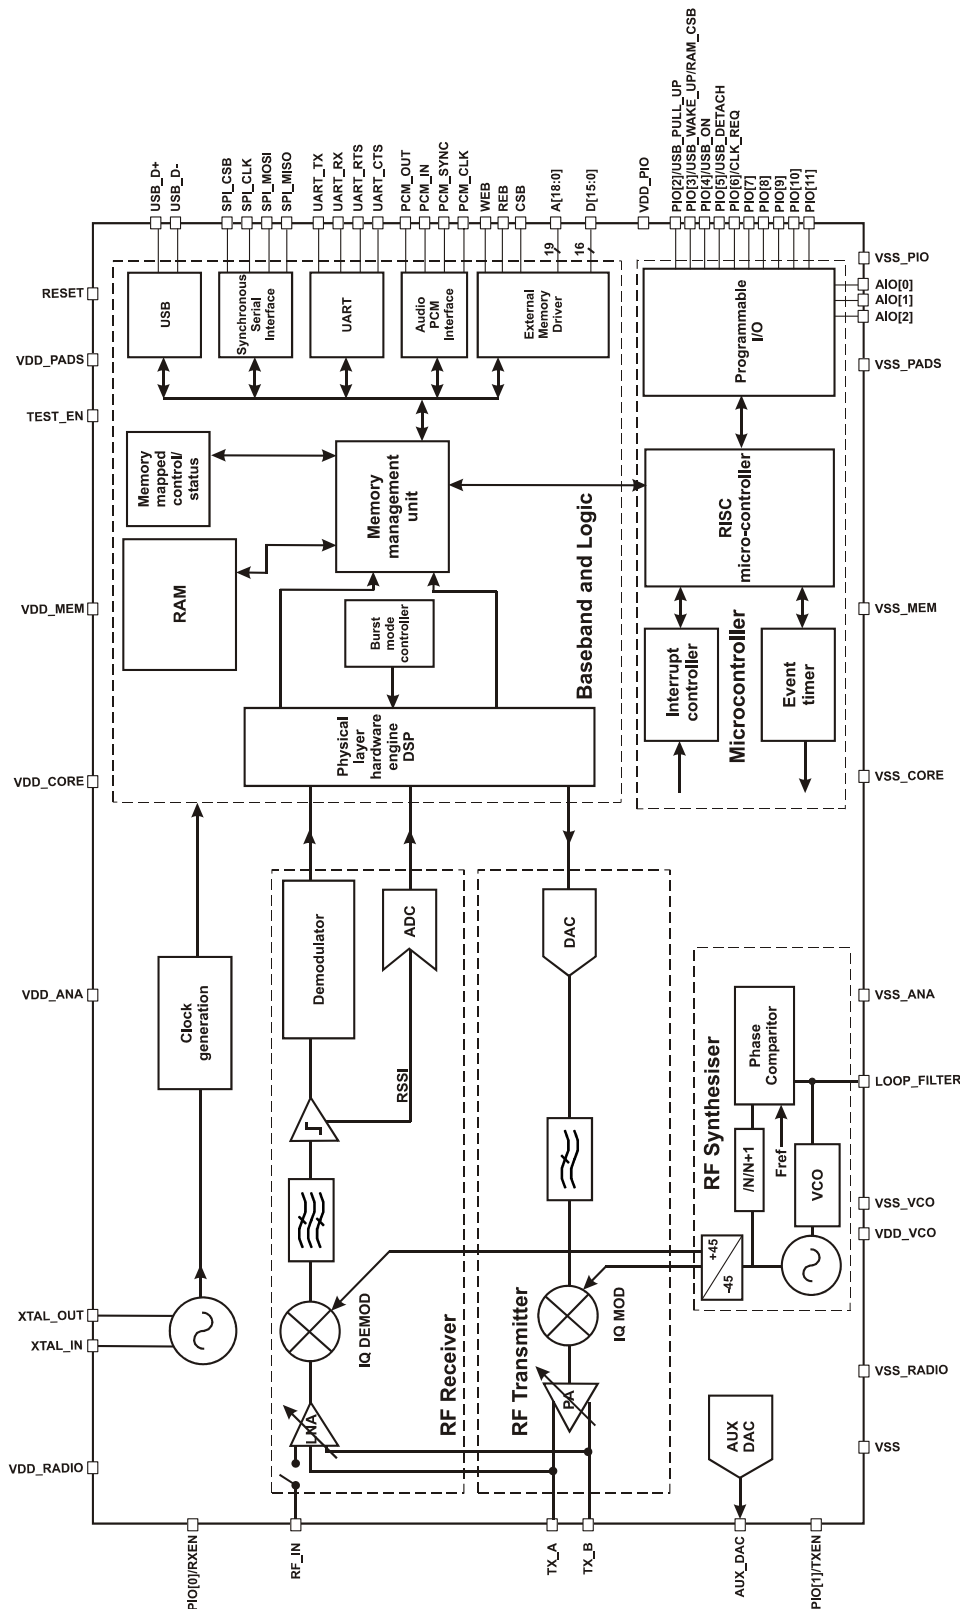 USB_D+
USB_D-
SPI_CSB
SPI_CLK
SPI_MOSI
SPI_MISO
UART_TX
UART_RX
UART_RTS
UART_CTS
PCM_OUT
PCM_IN
PCM_SYNC
PCM_CLK
WEB
REB
CSB
A[18:0]
D[15:0]
VDD_PIO
PIO[2]/USB_PULL_UP
PIO[3]/USB_WAKE_UP/RAM_CSB
PIO[4]/USB_ON
PIO[5]/USB_DETACH
PIO[6]/CLK_REQ
PIO[7]
PIO[8]
PIO[9]
PIO[10]
PIO[11]
19
16
RESET
VDD_PADS
TEST_EN
VDD_MEM
VDD_CORE
VDD_ANA
XTAL_OUT
XTAL_IN
VDD_RADIO
VSS_PIO
AIO[0]
AIO[1]
AIO[2]
VSS_PADS
VSS_MEM
VSS_CORE
VSS_ANA
LOOP_FILTER
VSS_VCO
VDD_VCO
VSS_RADIO
VSS
USB
Synchronous
Serial
Interface
UART
Audio
PCM
Interface
External
Memory
Driver
Programmable
I/O
Memory
mapped
control/
status
Memory
management
unit
RISC
micro-controller
RAM
Burst
mode
controller
Baseband and Logic
Interrupt
controller
Microcontroller
Event
timer
Physical
layer
hardware
engine
DSP
Clock
generation
Demodulator
ADC
RSSI
DAC
RF Synthesiser
Phase
Comparitor
/N/N+1
Fref
VCO
+45
-45
IQ DEMOD
RF Receiver
IQ MOD
RF Transmitter
LNA
PA
AUX
DAC
PIO[0]/RXEN
RF_IN
TX_A
TX_B
AUX_DAC
PIO[1]/TXEN